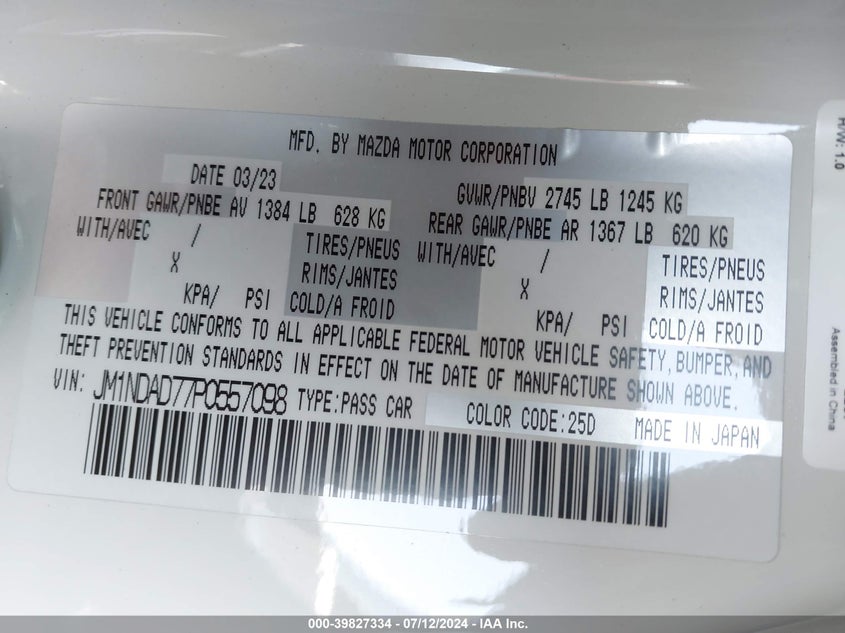 MFD. BY MAZDA MOTOR CORPORATION
DATE 03/23
GVWR/PNBV 2745 LB 1245 KG
FRONT GAWR/PNBE AV 1384 LB 628 KG
REAR GAWR/PNBE AR 1367 LB 620 KG
WITH/AVEC / TIRES/PNEUS
X RIMS/JANTES
KPA/ PSI COLD/A FROID
WITH/AVEC / TIRES/PNEUS
X RIMS/JANTES
KPA/ PSI COLD/A FROID
THIS VEHICLE CONFORMS TO ALL APPLICABLE FEDERAL MOTOR VEHICLE SAFETY, BUMPER, AND
THEFT PREVENTION STANDARDS IN EFFECT ON THE DATE OF MANUFACTURE SHOWN ABOVE.
VIN: JM1NDAD77P0557098 TYPE:PASS CAR
COLOR CODE:25D MADE IN JAPAN
H/W: 1.0
Assembled in China
000-39827334 - 07/12/2024 - IAA Inc.